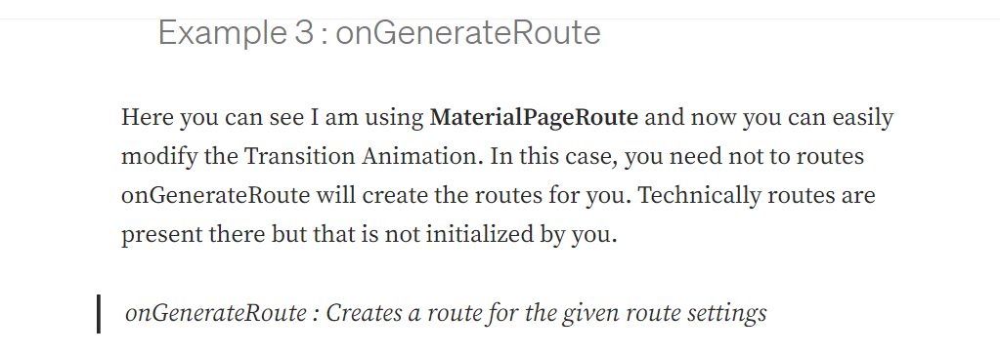 Example 3 : onGenerateRoute
Here you can see I am using MaterialPageRoute and now you can easily
modify the Transition Animation. In this case, you need not to routes
onGenerateRoute will create the routes for you. Technically routes are
present there but that is not initialized by you.
onGenerateRoute : Creates a route for the given route settings